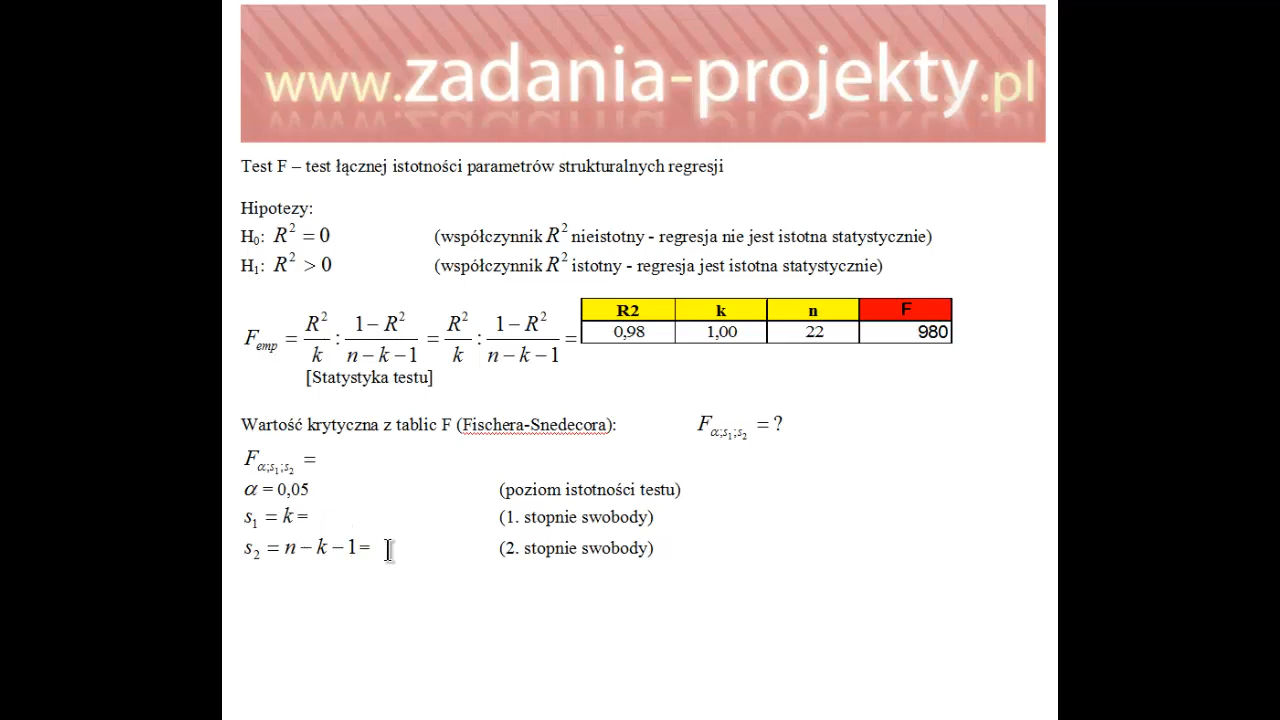 www.zadania-projekty.pl
Test F – test łącznej istotności parametrów strukturalnych regresji
Hipotezy:
H₀: R² = 0 (współczynnik R² nieistotny - regresja nie jest istotna statystycznie)
H₁: R² > 0 (współczynnik R² istotny - regresja jest istotna statystycznie)
F_emp = R²/k : (1−R²)/(n−k−1) = R²/k : (1−R²)/(n−k−1) =
R2 k n F
0,98 1,00 22 980
[Statystyka testu]
Wartość krytyczna z tablic F (Fischera-Snedecora): F_α;s₁;s₂ = ?
F_α;s₁;s₂ =
α = 0,05 (poziom istotności testu)
s₁ = k = (1. stopnie swobody)
s₂ = n − k − 1 = (2. stopnie swobody)